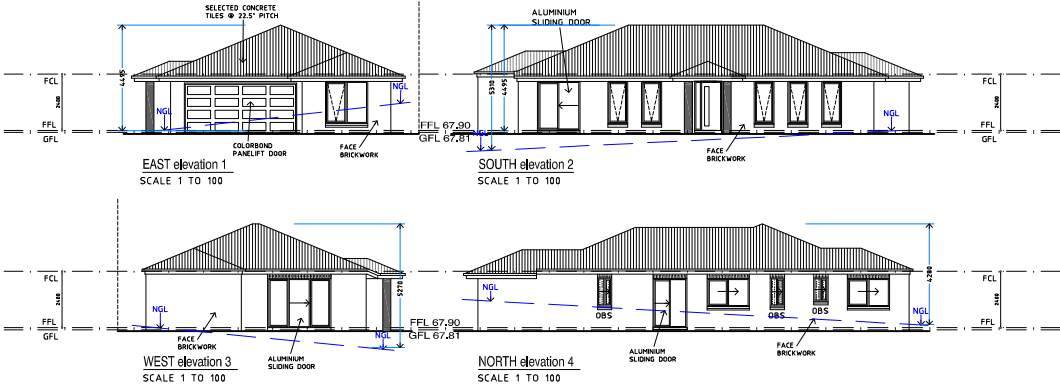 SELECTED CONCRETE
TILES @ 22.5° PITCH
4495
FCL
2400
FFL
GFL
NGL
NGL
COLORBOND
PANELIFT DOOR
FACE
BRICKWORK
EAST elevation 1
SCALE 1 TO 100
FFL 67.90
GFL 67.81
ALUMINIUM
SLIDING DOOR
5310
4495
NGL
NGL
FACE
BRICKWORK
FCL
2400
FFL
GFL
SOUTH elevation 2
SCALE 1 TO 100
FCL
2400
FFL
GFL
NGL
NGL
5270
FACE
BRICKWORK
ALUMINIUM
SLIDING DOOR
WEST elevation 3
SCALE 1 TO 100
FFL 67.90
GFL 67.81
ALUMINIUM
SLIDING DOOR
NGL
OBS
OBS
OBS
NGL
4280
FCL
2400
FFL
GFL
ALUMINIUM
SLIDING DOOR
FACE
BRICKWORK
NORTH elevation 4
SCALE 1 TO 100